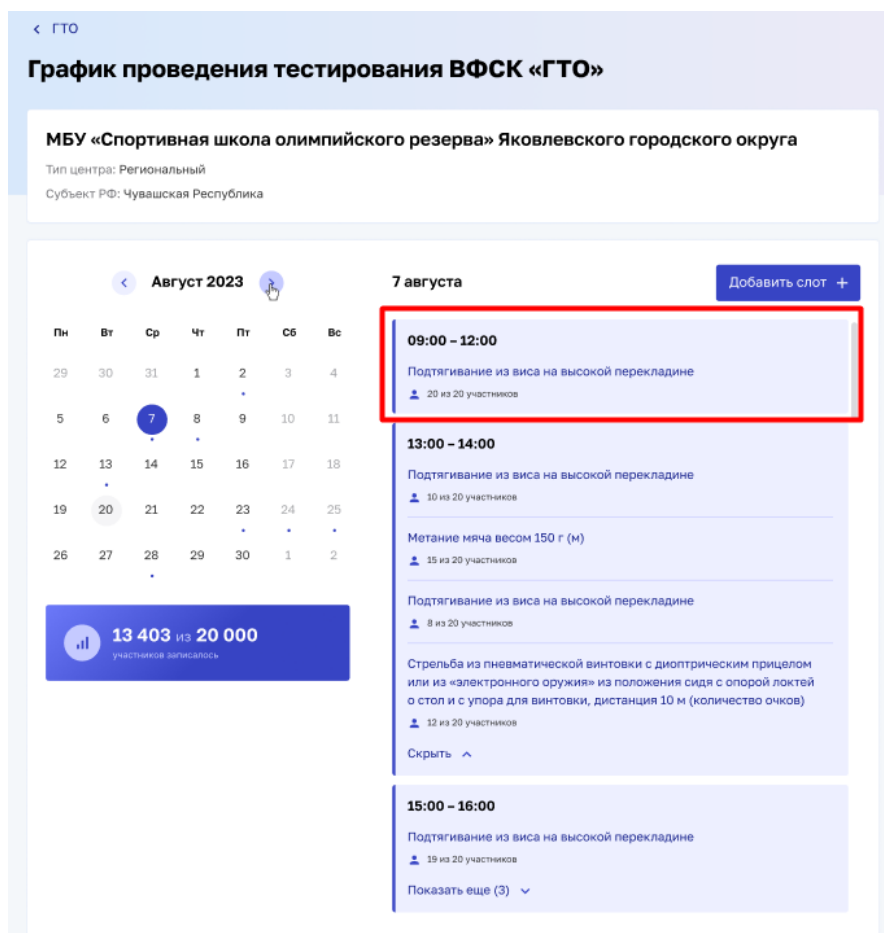 ГТО
График проведения тестирования ВФСК «ГТО»
МБУ «Спортивная школа олимпийского резерва» Яковлевского городского округа
Тип центра: Региональный
Субъект РФ: Чувашская Республика
Август 2023
Пн Вт Ср Чт Пт Сб Вс
29 30 31 1 2 3 4
5 6 7 8 9 10 11
12 13 14 15 16 17 18
19 20 21 22 23 24 25
26 27 28 29 30 1 2
13 403 из 20 000
участников записалось
7 августа
Добавить слот +
09:00 – 12:00
Подтягивание из виса на высокой перекладине
20 из 20 участников
13:00 – 14:00
Подтягивание из виса на высокой перекладине
10 из 20 участников
Метание мяча весом 150 г (м)
15 из 20 участников
Подтягивание из виса на высокой перекладине
8 из 20 участников
Стрельба из пневматической винтовки с диоптрическим прицелом
или из «электронного оружия» из положения сидя с опорой локтей
о стол и с упора для винтовки, дистанция 10 м (количество очков)
12 из 20 участников
Скрыть
15:00 – 16:00
Подтягивание из виса на высокой перекладине
19 из 20 участников
Показать еще (3)